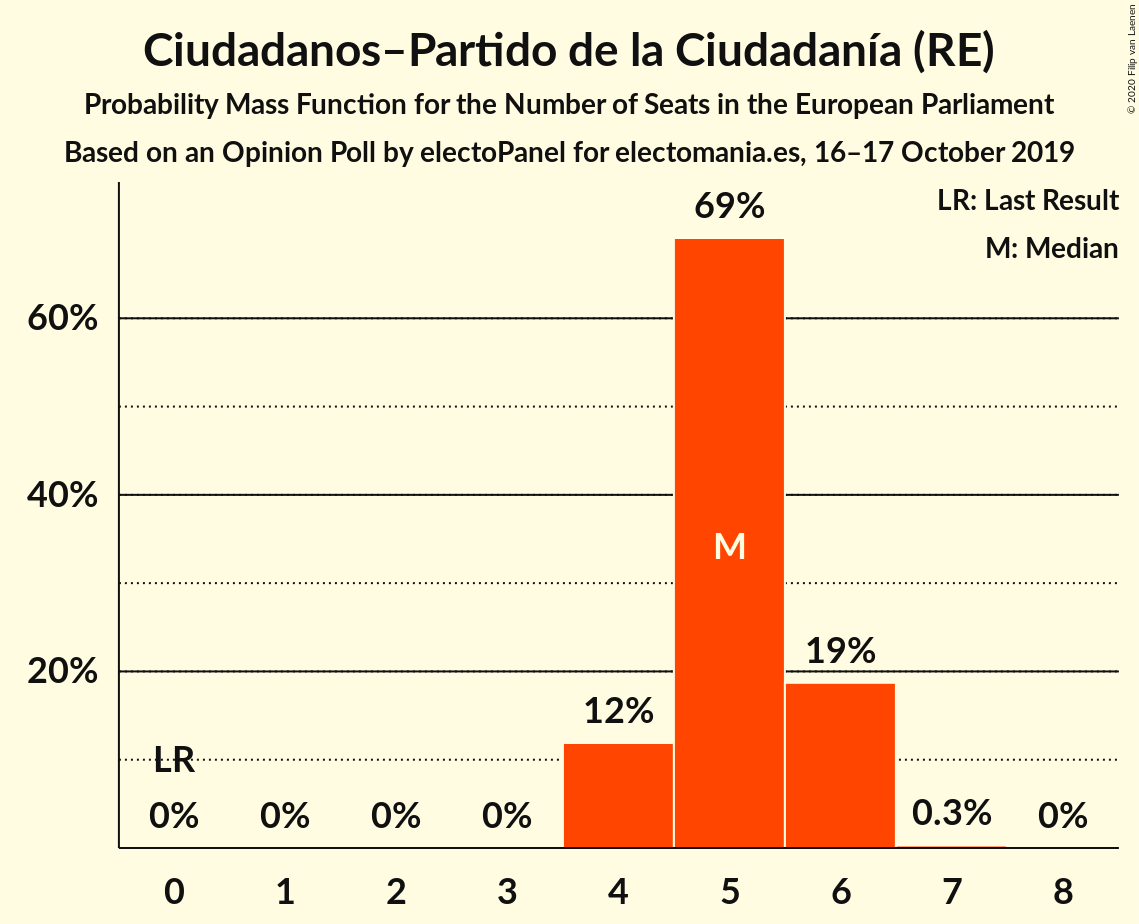 Ciudadanos–Partido de la Ciudadanía (RE)
Probability Mass Function for the Number of Seats in the European Parliament
Based on an Opinion Poll by electoPanel for electomania.es, 16–17 October 2019
© 2020 Filip van Laenen
LR: Last Result
M: Median
69%
60%
40%
M
19%
20%
12%
LR
0% 0% 0% 0% 0.3% 0%
0 1 2 3 4 5 6 7 8